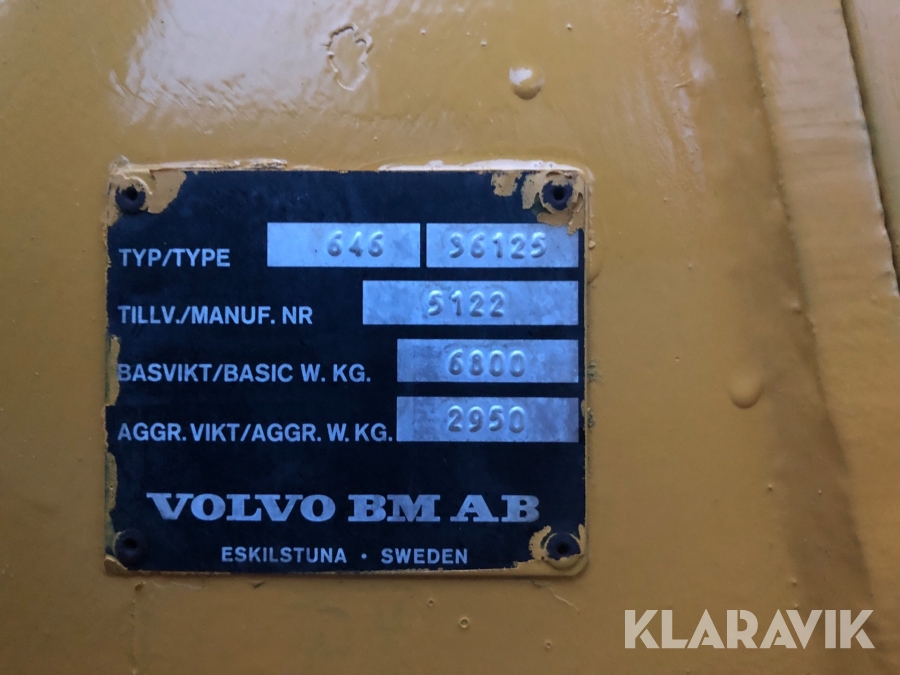 TYP/TYPE 646 96125
TILLV./MANUF. NR 5122
BASVIKT/BASIC W. KG. 6800
AGGR. VIKT/AGGR. W. KG. 2950
VOLVO BM AB
ESKILSTUNA · SWEDEN
KLARAVIK